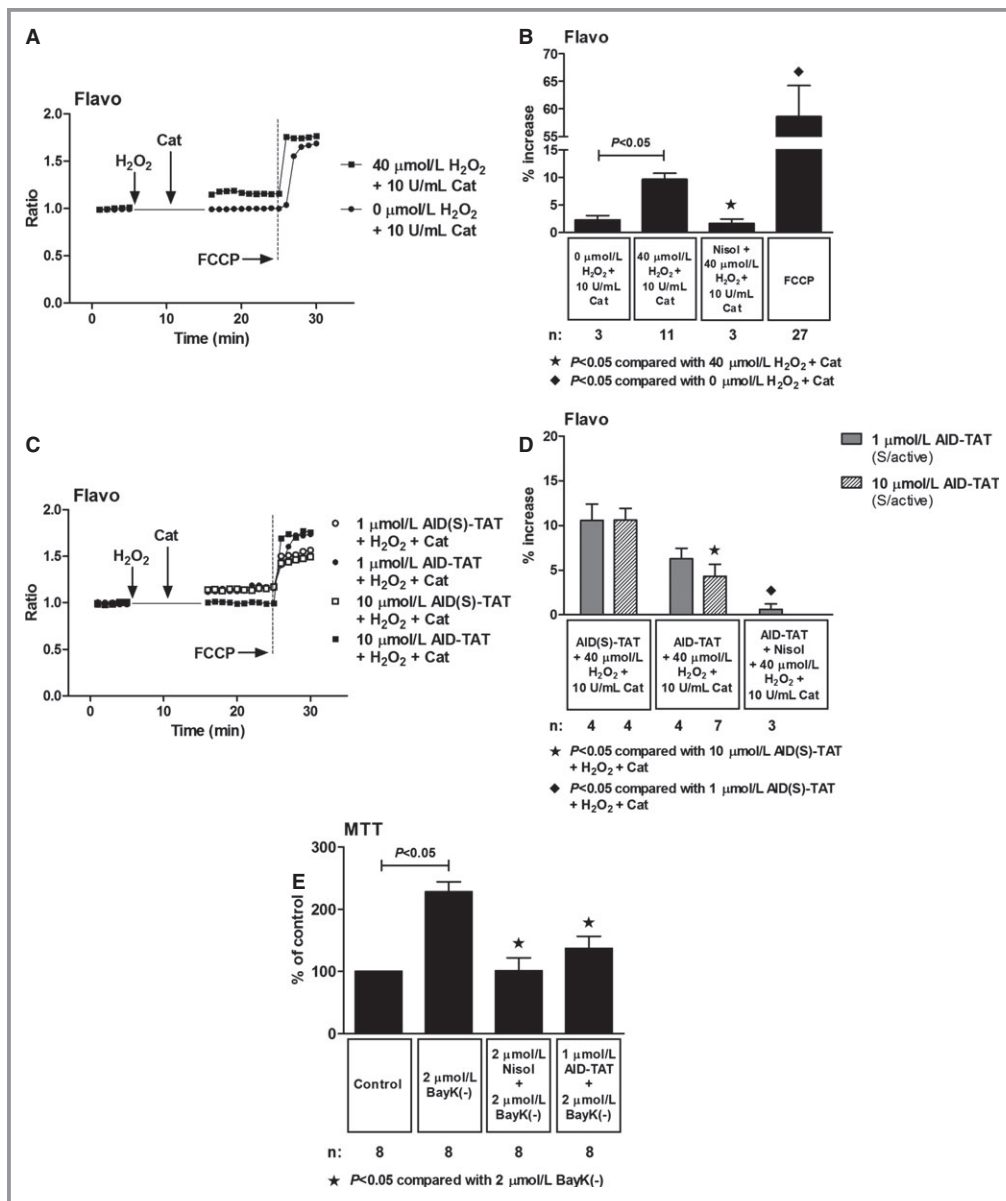 A
Flavo
2.0
1.5
1.0
0.5
0.0
Ratio
H₂O₂
Cat
FCCP
0
10
20
30
Time (min)
40 μmol/L H₂O₂
+ 10 U/mL Cat
0 μmol/L H₂O₂
+ 10 U/mL Cat
B
Flavo
70
65
60
55
15
10
5
0
% increase
P<0.05
★
◆
0 μmol/L
H₂O₂ +
10 U/mL
Cat
40 μmol/L
H₂O₂ +
10 U/mL
Cat
Nisol +
40 μmol/L
H₂O₂ +
10 U/mL
Cat
FCCP
n: 3 11 3 27
★ P<0.05 compared with 40 μmol/L H₂O₂ + Cat
◆ P<0.05 compared with 0 μmol/L H₂O₂ + Cat
C
Flavo
2.0
1.5
1.0
0.5
0.0
Ratio
H₂O₂
Cat
FCCP
0
10
20
30
Time (min)
1 μmol/L AID(S)-TAT
+ H₂O₂ + Cat
1 μmol/L AID-TAT
+ H₂O₂ + Cat
10 μmol/L AID(S)-TAT
+ H₂O₂ + Cat
10 μmol/L AID-TAT
+ H₂O₂ + Cat
D
Flavo
20
15
10
5
0
% increase
★
◆
1 μmol/L AID-TAT
(S/active)
10 μmol/L AID-TAT
(S/active)
AID(S)-TAT
+ 40 μmol/L
H₂O₂ +
10 U/mL Cat
AID-TAT
+ 40 μmol/L
H₂O₂ +
10 U/mL Cat
AID-TAT
+ Nisol
+ 40 μmol/L
H₂O₂ +
10 U/mL Cat
n: 4 4 4 7 3
★ P<0.05 compared with 10 μmol/L AID(S)-TAT
+ H₂O₂ + Cat
◆ P<0.05 compared with 1 μmol/L AID(S)-TAT
+ H₂O₂ + Cat
E
MTT
300
200
100
0
% of control
P<0.05
★
★
Control
2 μmol/L
BayK(-)
2 μmol/L
Nisol
+
2 μmol/L
BayK(-)
1 μmol/L
AID-TAT
+
2 μmol/L
BayK(-)
n: 8 8 8 8
★ P<0.05 compared with 2 μmol/L BayK(-)